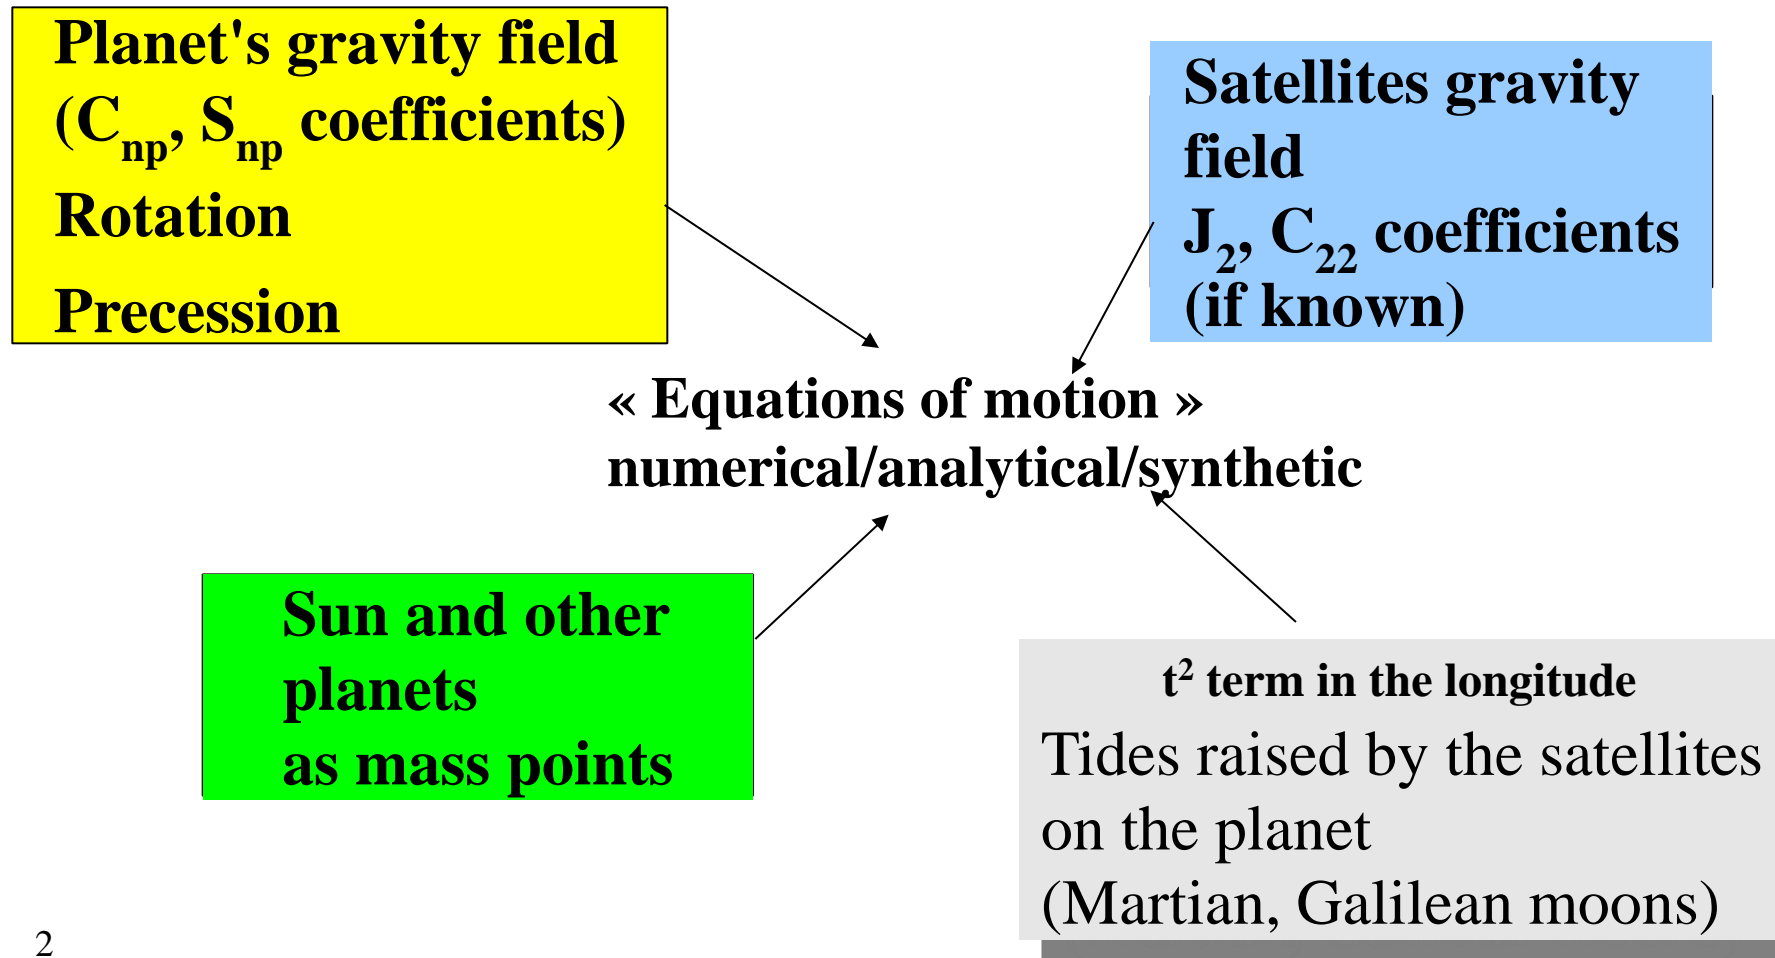 Planet's gravity field
(Cnp, Snp coefficients)
Rotation
Precession
Satellites gravity
field
J2, C22 coefficients
(if known)
« Equations of motion »
numerical/analytical/synthetic
Sun and other
planets
as mass points
t² term in the longitude
Tides raised by the satellites
on the planet
(Martian, Galilean moons)
2